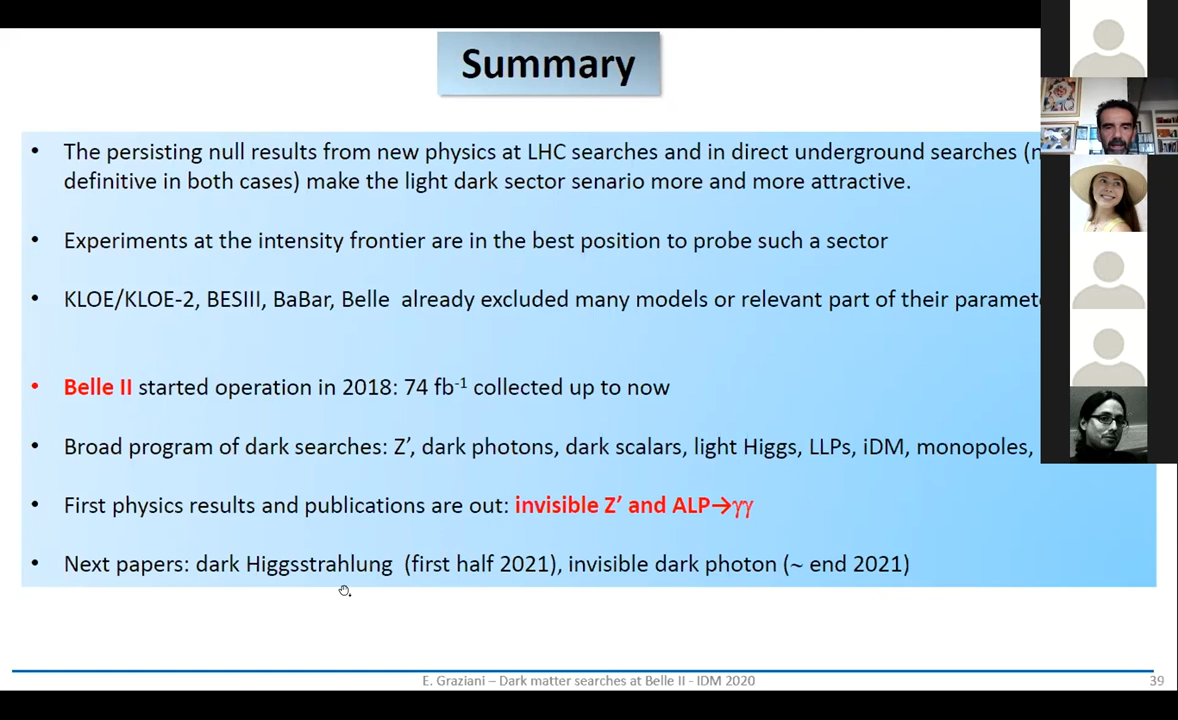 Summary
• The persisting null results from new physics at LHC searches and in direct underground searches (
definitive in both cases) make the light dark sector senario more and more attractive.
• Experiments at the intensity frontier are in the best position to probe such a sector
• KLOE/KLOE-2, BESIII, BaBar, Belle already excluded many models or relevant part of their
• Belle II started operation in 2018: 74 fb⁻¹ collected up to now
• Broad program of dark searches: Z’, dark photons, dark scalars, light Higgs, LLPs, iDM, monopoles,
• First physics results and publications are out: invisible Z’ and ALP→γγ
• Next papers: dark Higgsstrahlung (first half 2021), invisible dark photon (~ end 2021)
E. Graziani – Dark matter searches at Belle II - IDM 2020
39